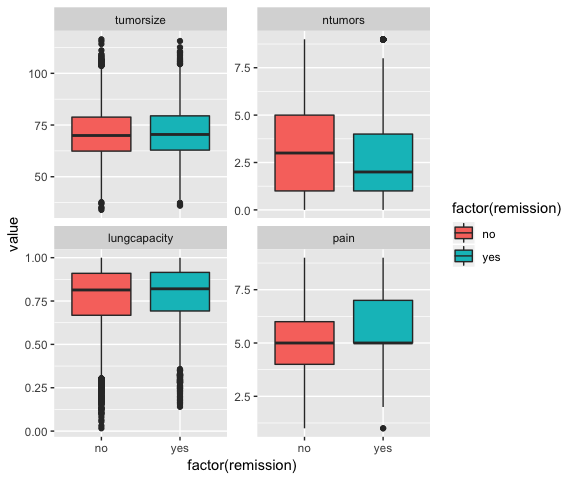 tumorsize
ntumors
100
75
50
7.5
5.0
2.5
0.0
value
lungcapacity
pain
1.00
0.75
0.50
0.25
0.00
7.5
5.0
2.5
no
yes
no
yes
factor(remission)
factor(remission)
no
yes